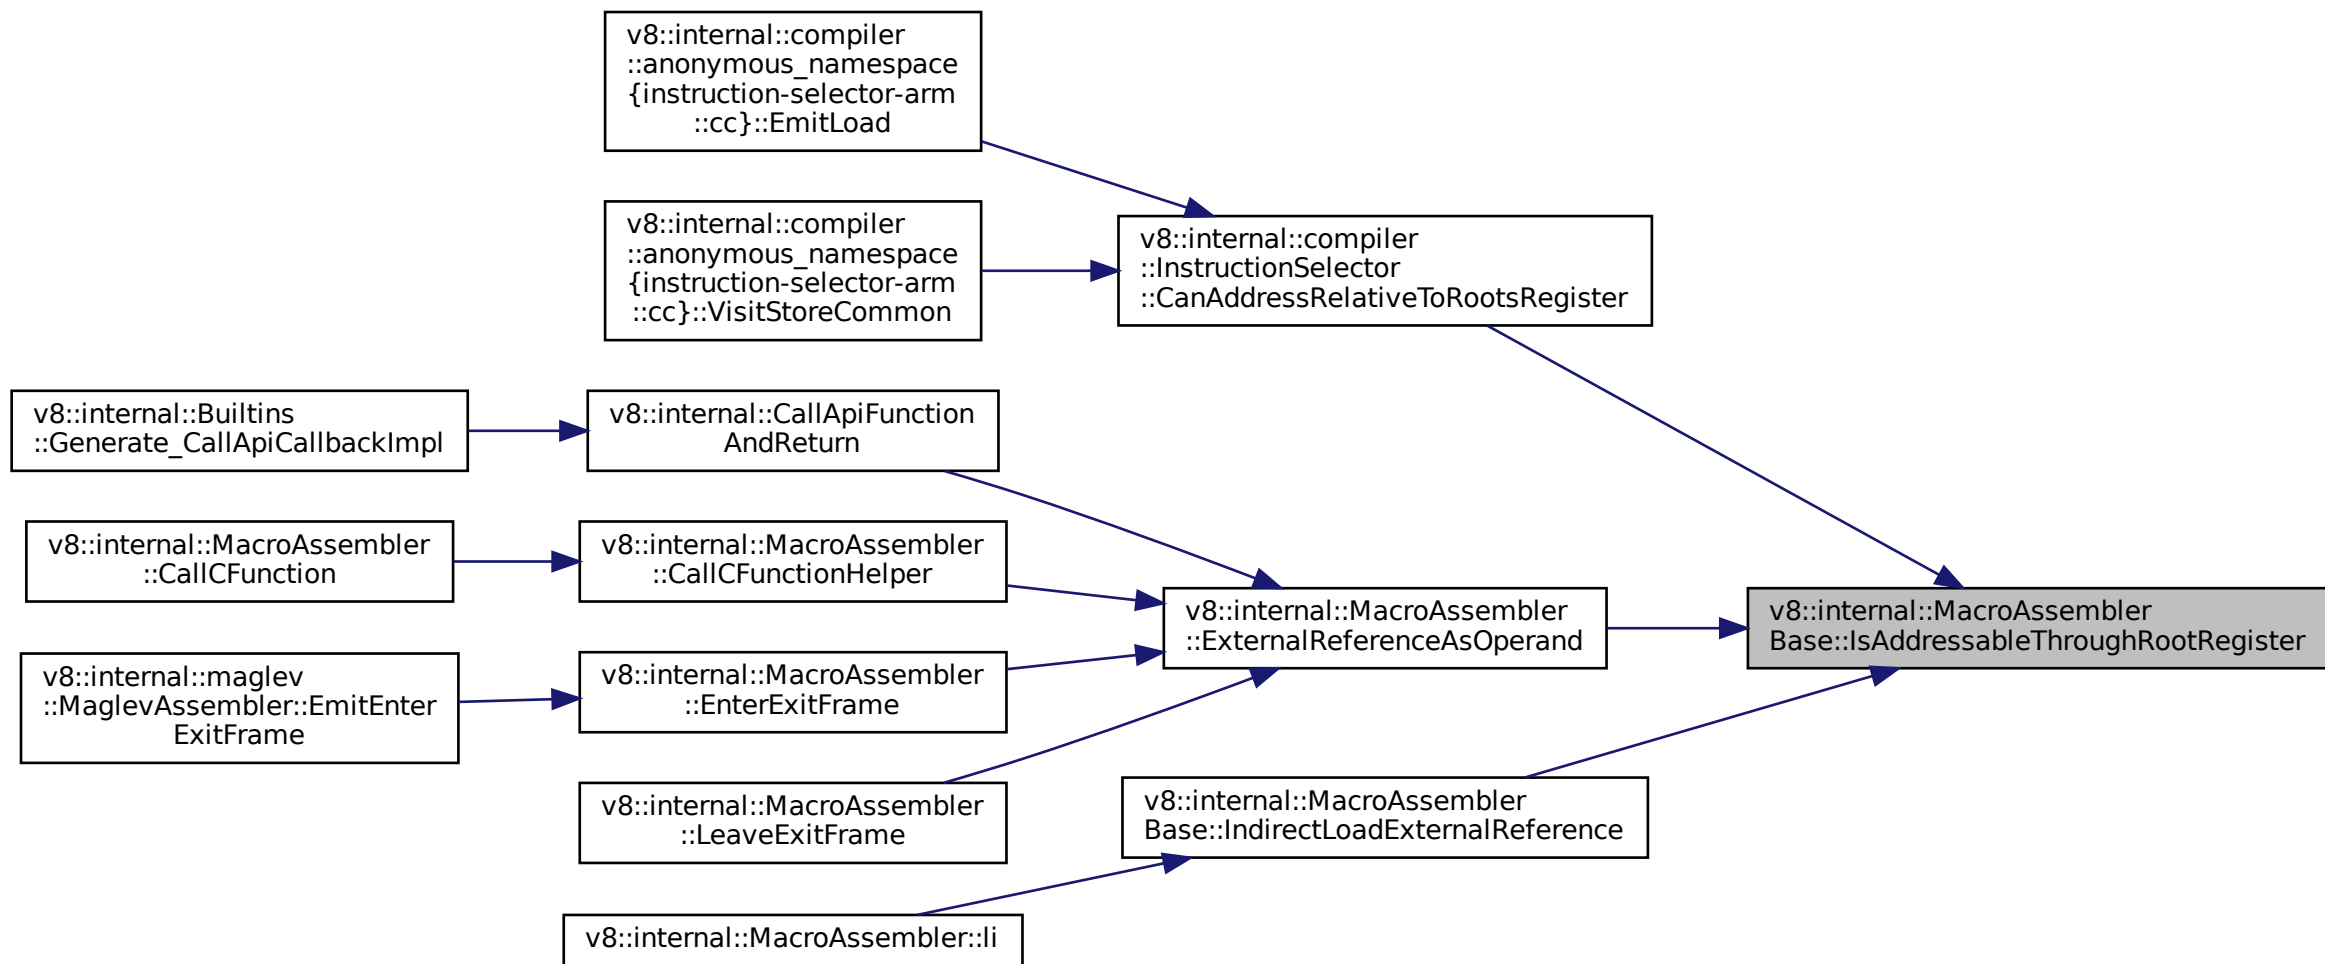 v8::internal::compiler
::anonymous_namespace
{instruction-selector-arm
::cc}::EmitLoad
v8::internal::compiler
::anonymous_namespace
{instruction-selector-arm
::cc}::VisitStoreCommon
v8::internal::compiler
::InstructionSelector
::CanAddressRelativeToRootsRegister
v8::internal::Builtins
::Generate_CallApiCallbackImpl
v8::internal::CallApiFunction
AndReturn
v8::internal::MacroAssembler
::CallCFunction
v8::internal::MacroAssembler
::CallCFunctionHelper
v8::internal::MacroAssembler
::ExternalReferenceAsOperand
v8::internal::MacroAssembler
Base::IsAddressableThroughRootRegister
v8::internal::maglev
::MaglevAssembler::EmitEnter
ExitFrame
v8::internal::MacroAssembler
::EnterExitFrame
v8::internal::MacroAssembler
::LeaveExitFrame
v8::internal::MacroAssembler
Base::IndirectLoadExternalReference
v8::internal::MacroAssembler::li